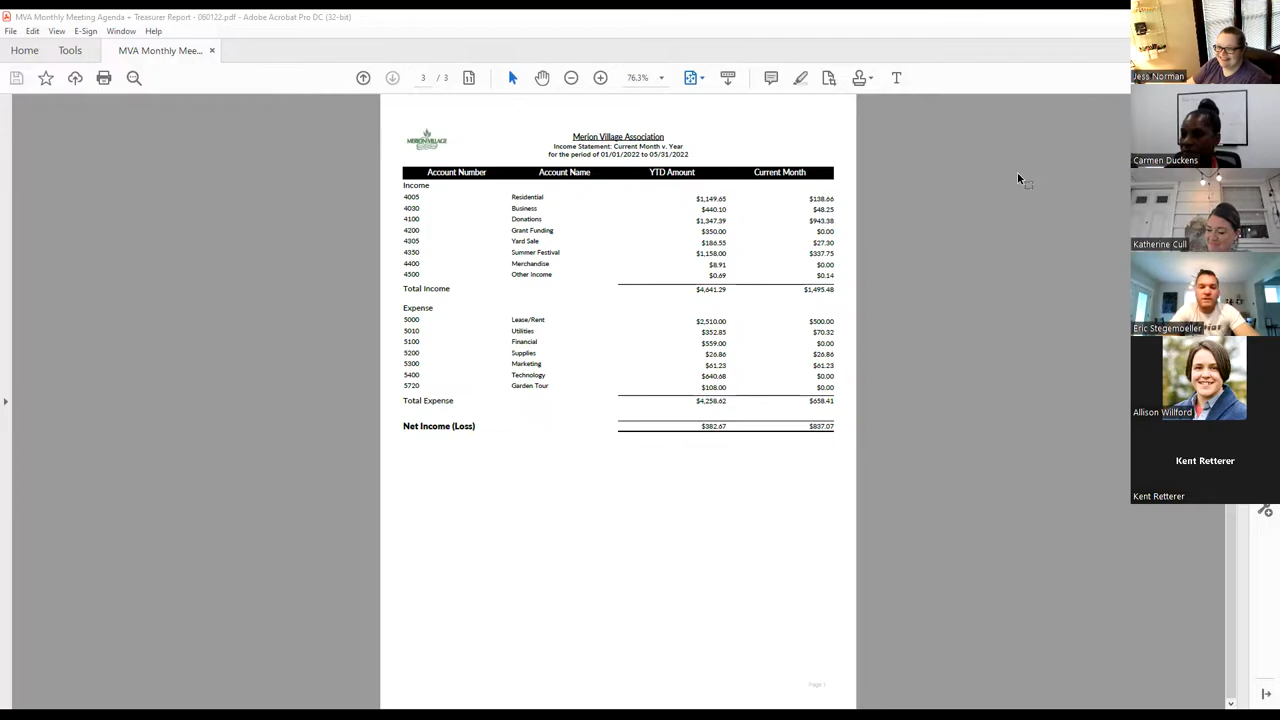 MVA Monthly Meeting Agenda + Treasurer Report - 060122.pdf - Adobe Acrobat Pro DC (32-bit)
File Edit View E-Sign Window Help
Home Tools MVA Monthly Mee... ×
3 / 3 76.3%
MERION VILLAGE
Merion Village Association
Income Statement: Current Month v. Year
for the period of 01/01/2022 to 05/31/2022
Account Number Account Name YTD Amount Current Month
Income
4005 Residential $1,149.65 $138.66
4030 Business $440.10 $48.25
4100 Donations $1,347.39 $943.38
4200 Grant Funding $350.00 $0.00
4305 Yard Sale $186.55 $27.30
4350 Summer Festival $1,158.00 $337.75
4400 Merchandise $8.91 $0.00
4500 Other Income $0.69 $0.14
Total Income $4,641.29 $1,495.48
Expense
5000 Lease/Rent $2,510.00 $500.00
5010 Utilities $352.85 $70.32
5100 Financial $559.00 $0.00
5200 Supplies $26.86 $26.86
5300 Marketing $61.23 $61.23
5400 Technology $640.68 $0.00
5720 Garden Tour $108.00 $0.00
Total Expense $4,258.62 $658.41
Net Income (Loss) $382.67 $837.07
Page 1
Jess Norman
Carmen Duckens
Katherine Cull
Eric Stegemoeller
Allison Willford
Kent Retterer
Kent Retterer